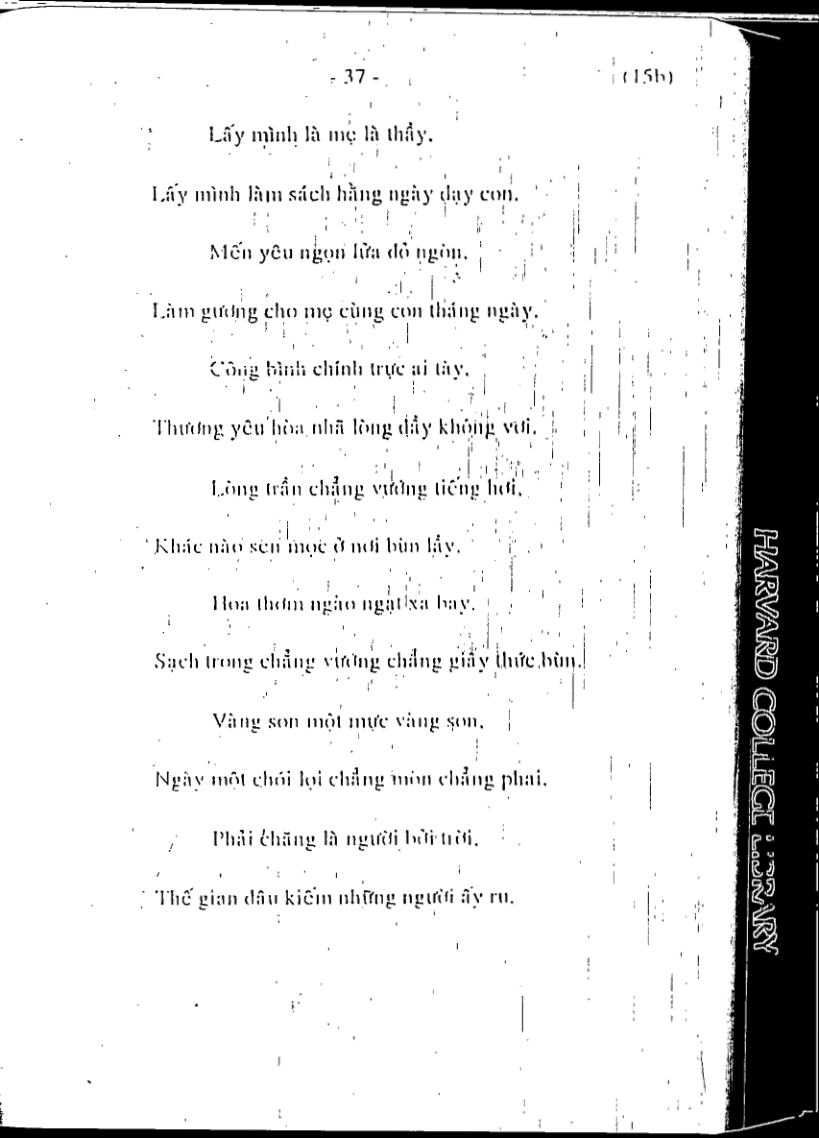 - 37 - (15b)
Lấy mình là mẹ là thầy,
Lấy mình làm sách hằng ngày dạy con.
Mến yêu ngọn lửa đỏ ngòn,
Làm gương cho mẹ cùng con tháng ngày.
Công bình chính trực ai tày,
Thương yêu hòa nhã lòng đầy không vơi.
Lòng trần chẳng vướng tiếng hơi,
Khác nào sen mọc ở nơi bùn lầy.
Hoa thơm ngào ngạt xa bay,
Sạch trong chẳng vướng chẳng giây thức bùn.
Vàng son một mực vàng son,
Ngày một chói lọi chẳng mòn chẳng phai.
Phải chăng là người bởi trời,
Thế gian dâu kiếm những người ấy ru.
HARVARD COLLEGE LIBRARY